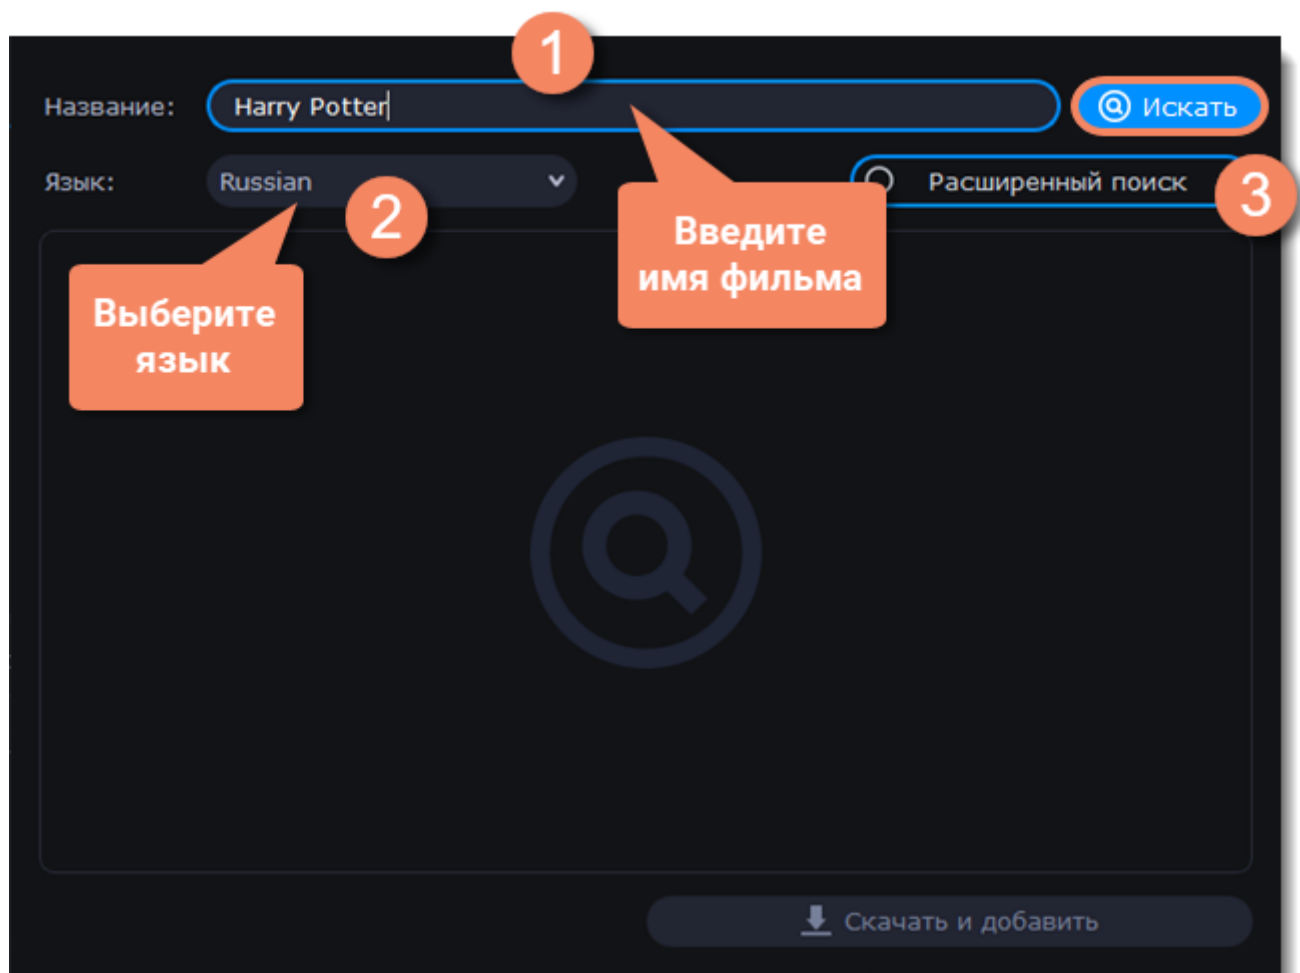 1
Название: Harry Potter Искать
Язык: Russian Расширенный поиск
2
3
Введите
имя фильма
Выберите
язык
Скачать и добавить